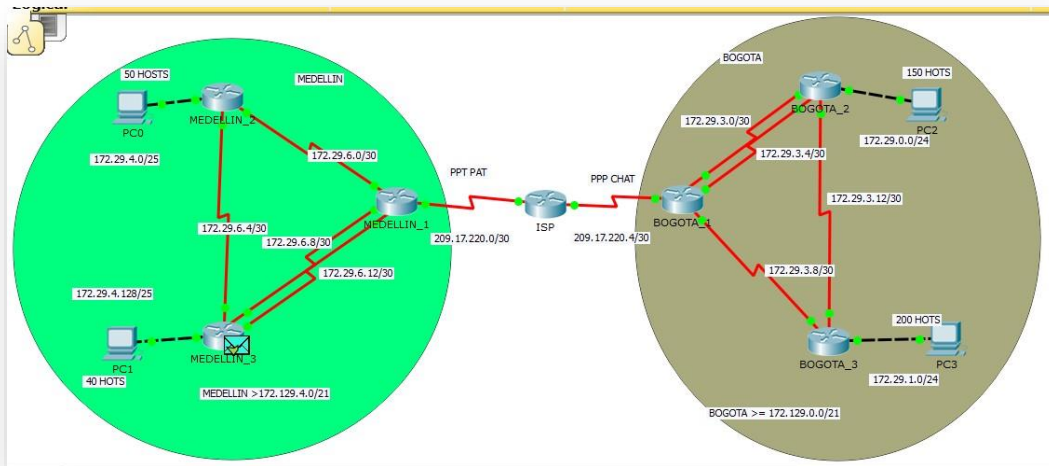 Logical
50 HOSTS
MEDELLIN
MEDELLIN_2
PC0
172.29.4.0/25
172.29.6.0/30
PPT PAT
MEDELLIN_1
209.17.220.0/30
172.29.6.4/30
172.29.6.8/30
172.29.6.12/30
172.29.4.128/25
PC1
40 HOTS
MEDELLIN_3
MEDELLIN >172.129.4.0/21
ISP
PPP CHAT
209.17.220.4/30
BOGOTA
BOGOTA_2
150 HOTS
PC2
172.29.0.0/24
172.29.3.0/30
172.29.3.4/30
172.29.3.12/30
BOGOTA_1
172.29.3.8/30
200 HOTS
BOGOTA_3
PC3
172.29.1.0/24
BOGOTA >= 172.129.0.0/21